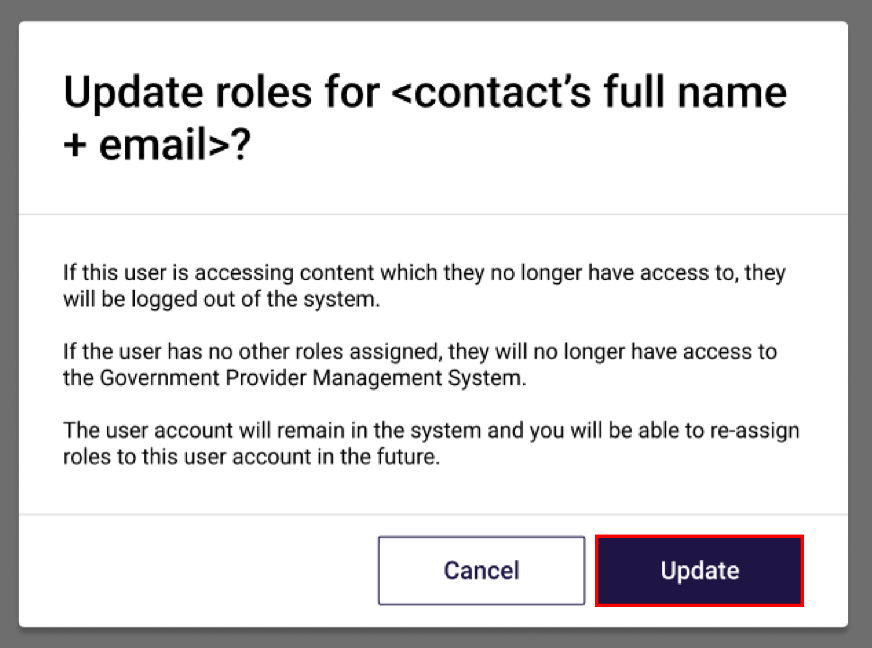 Update roles for <contact’s full name
+ email>?
If this user is accessing content which they no longer have access to, they
will be logged out of the system.
If the user has no other roles assigned, they will no longer have access to
the Government Provider Management System.
The user account will remain in the system and you will be able to re-assign
roles to this user account in the future.
Cancel
Update